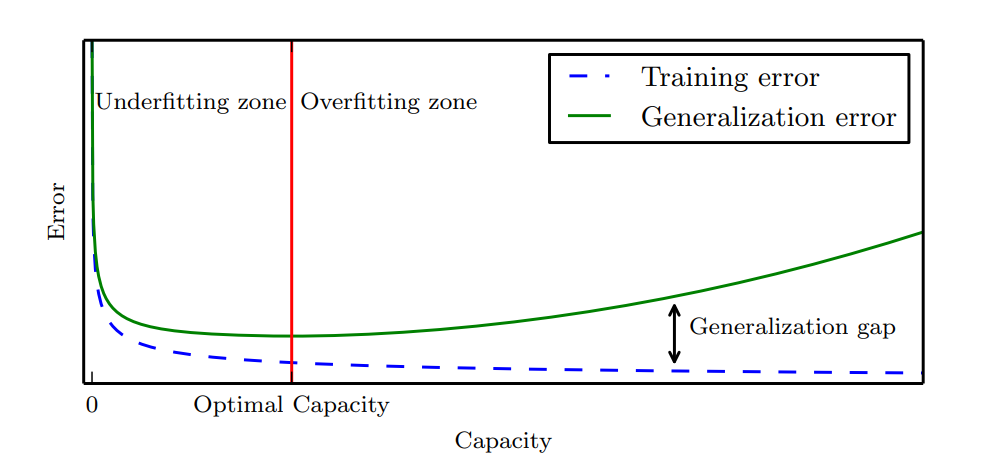 Training error
Generalization error
Underfitting zone
Overfitting zone
Error
Generalization gap
0
Optimal Capacity
Capacity